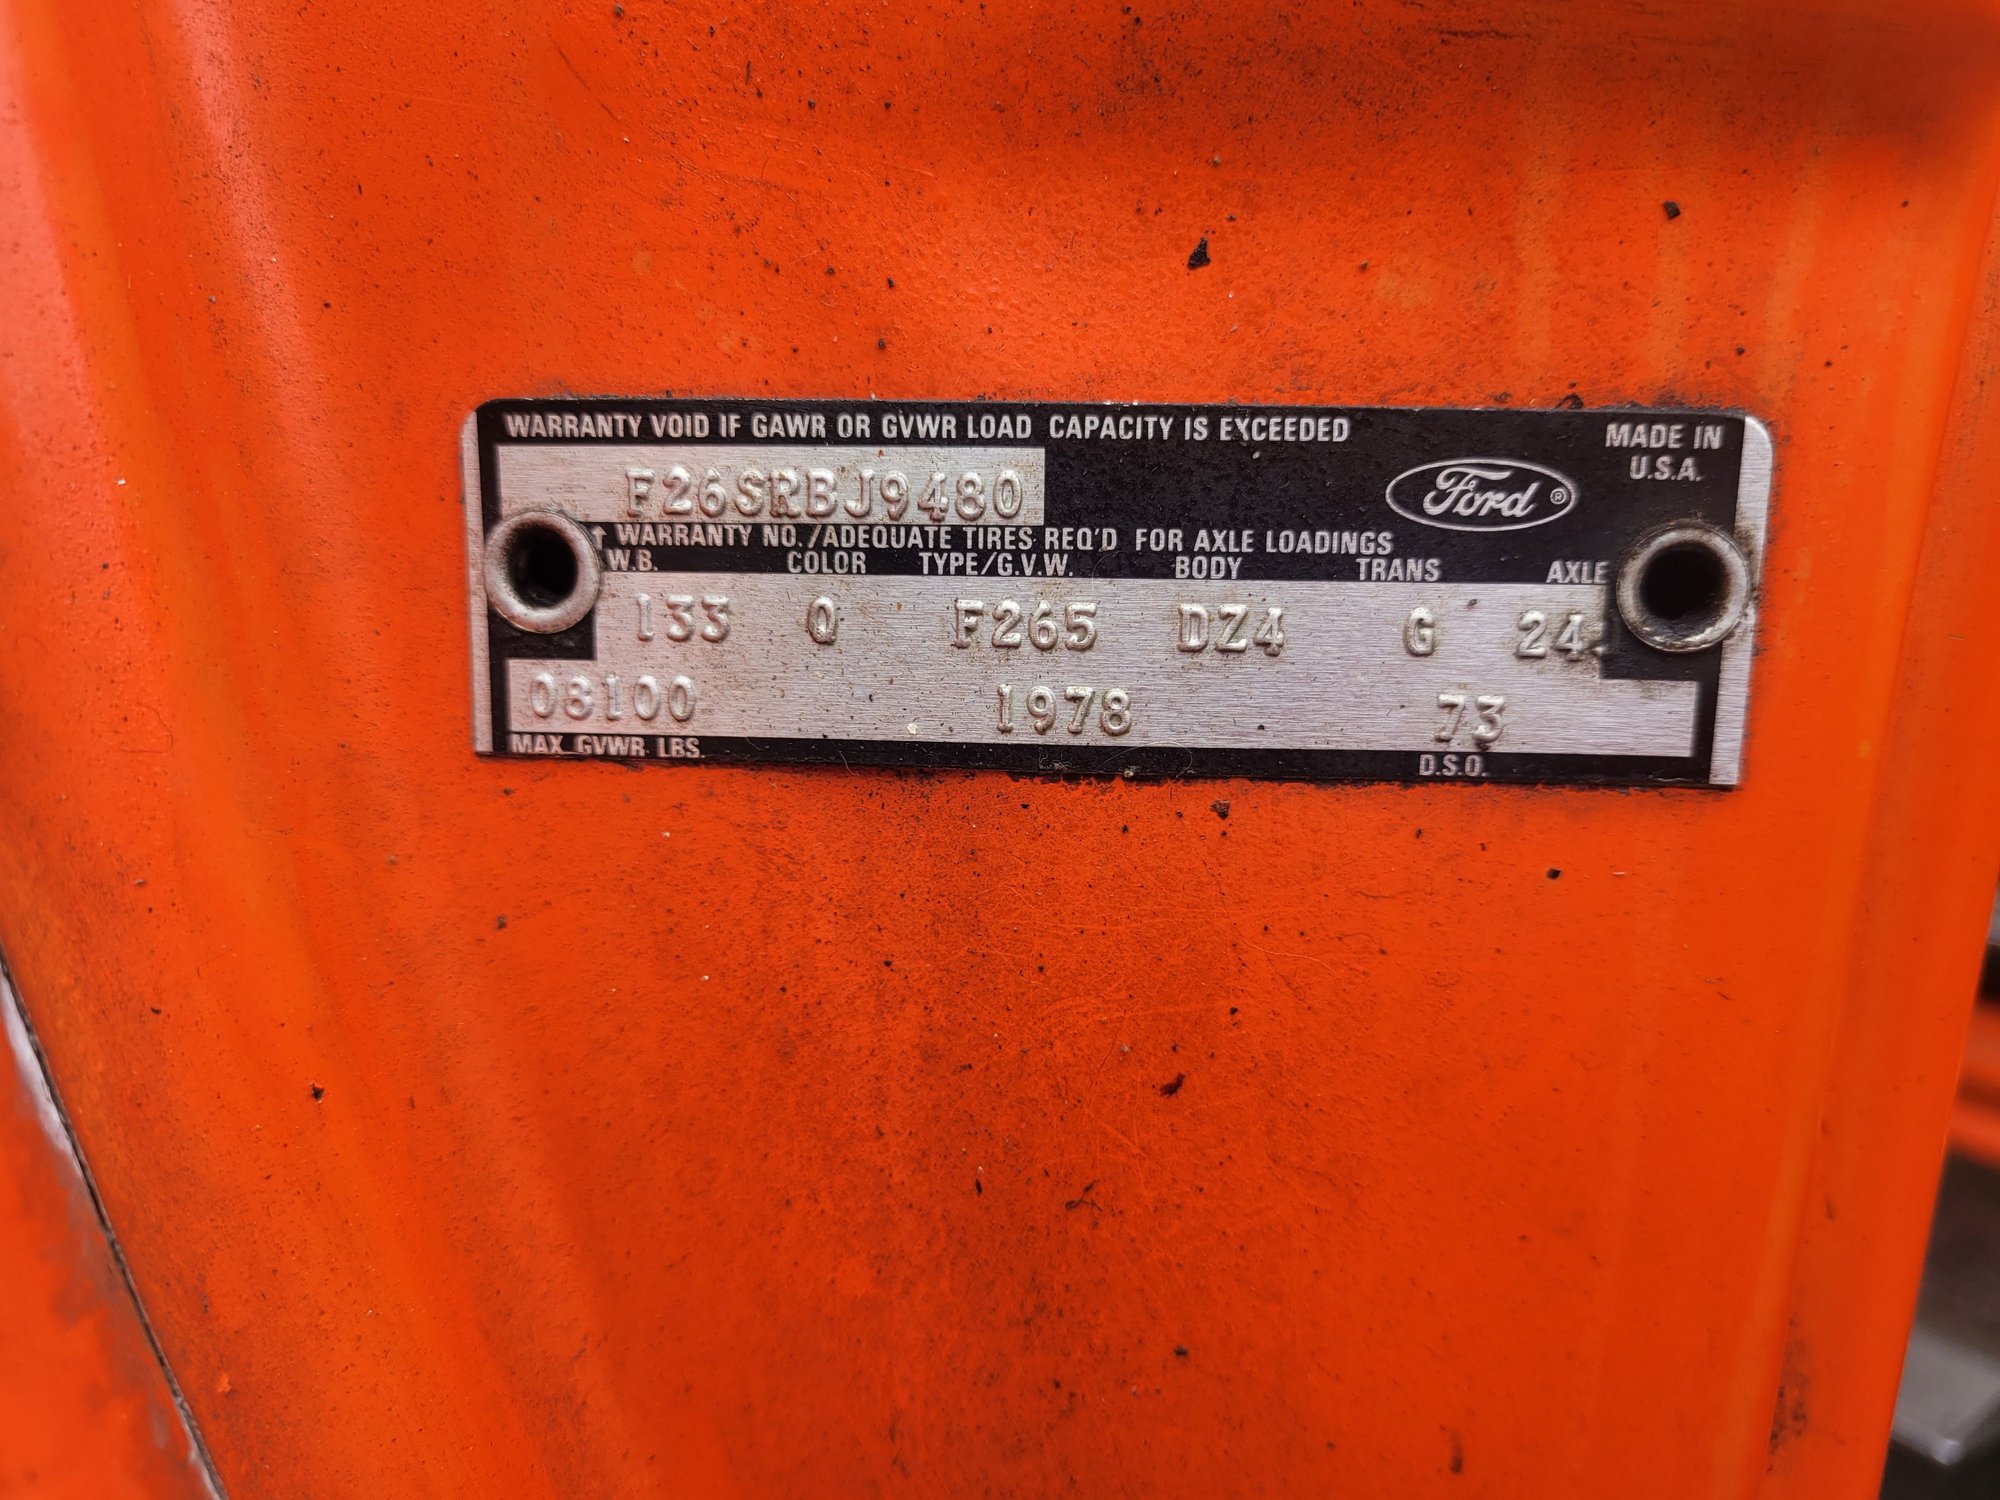 WARRANTY VOID IF GAWR OR GVWR LOAD CAPACITY IS EXCEEDED
MADE IN
U.S.A.
F26SRBJ9480
Ford ®
↑ WARRANTY NO./ADEQUATE TIRES REQ'D FOR AXLE LOADINGS
W.B. COLOR TYPE/G.V.W. BODY TRANS AXLE
133 Q F265 DZ4 G 24
08100 1978 73
MAX. GVWR LBS. D.S.O.